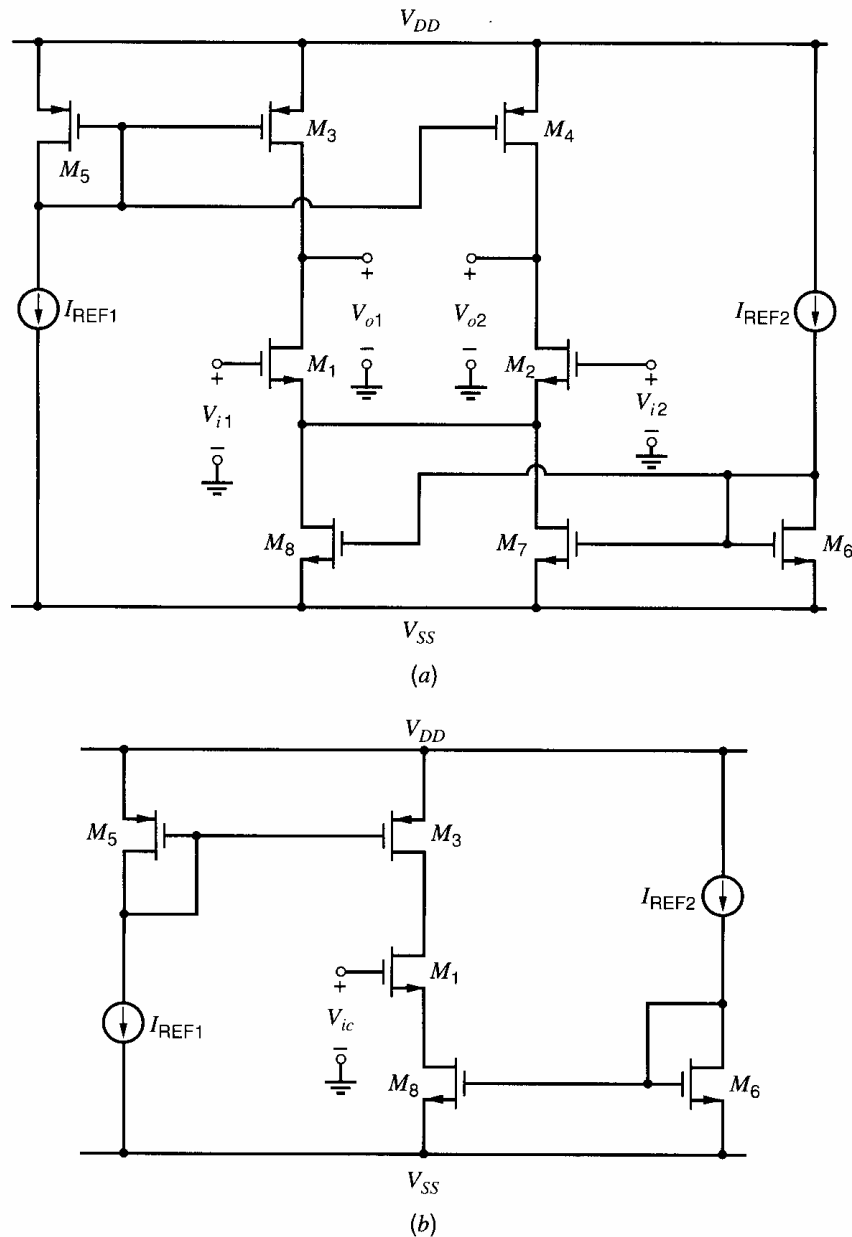 V_DD
M_5
M_3
M_4
I_REF1
+
V_o1
−
+
V_o2
−
I_REF2
+
V_i1
−
M_1
M_2
+
V_i2
−
M_8
M_7
M_6
V_SS
(a)
V_DD
M_5
M_3
I_REF2
I_REF1
+
V_ic
−
M_1
M_8
M_6
V_SS
(b)